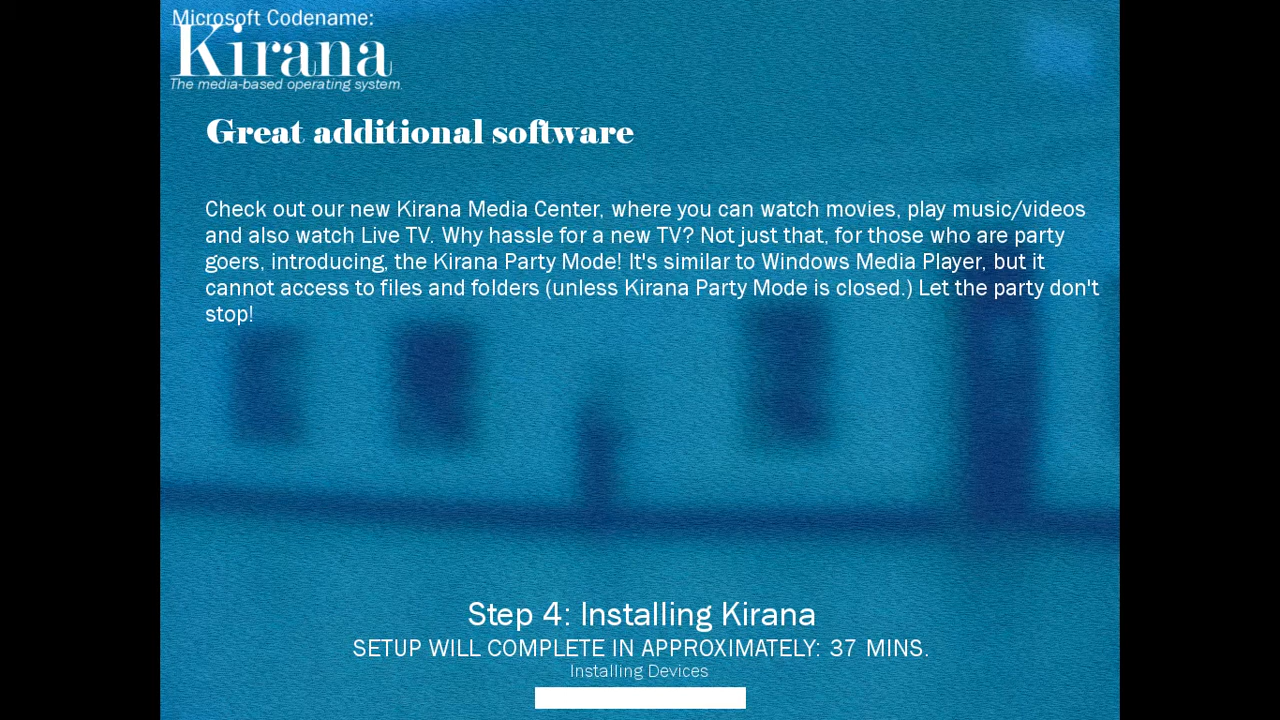 Microsoft Codename:
Kirana
The media-based operating system.
Great additional software
Check out our new Kirana Media Center, where you can watch movies, play music/videos
and also watch Live TV. Why hassle for a new TV? Not just that, for those who are party
goers, introducing, the Kirana Party Mode! It's similar to Windows Media Player, but it
cannot access to files and folders (unless Kirana Party Mode is closed.) Let the party don't
stop!
Step 4: Installing Kirana
SETUP WILL COMPLETE IN APPROXIMATELY: 37 MINS.
Installing Devices